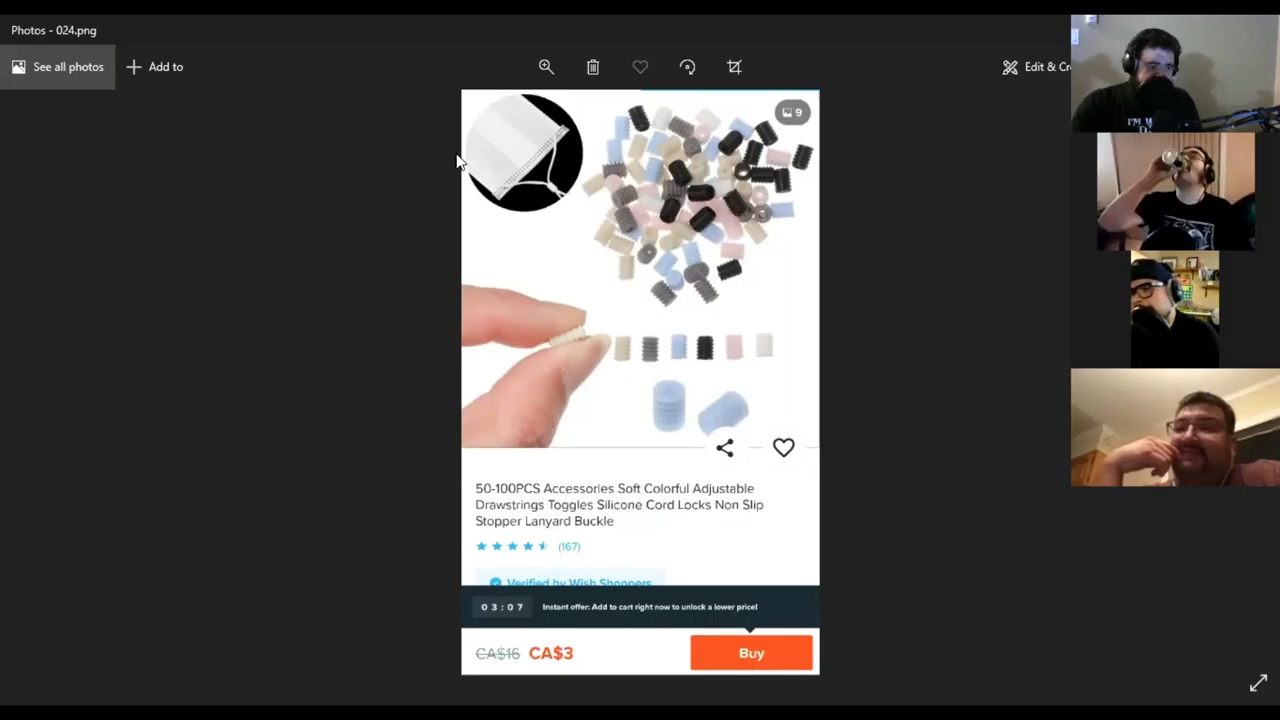 Photos - 024.png
See all photos
Add to
Edit & Cr
9
50-100PCS Accessories Soft Colorful Adjustable
Drawstrings Toggles Silicone Cord Locks Non Slip
Stopper Lanyard Buckle
(167)
Verified by Wish Shoppers
03:07
Instant offer: Add to cart right now to unlock a lower price!
CA$16 CA$3
Buy
I'M